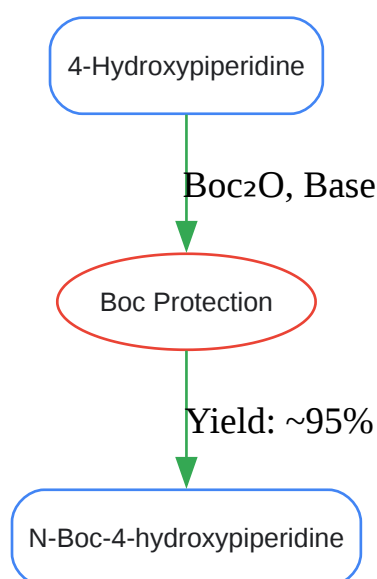 4-Hydroxypiperidine
Boc₂O, Base
Boc Protection
Yield: ~95%
N-Boc-4-hydroxypiperidine